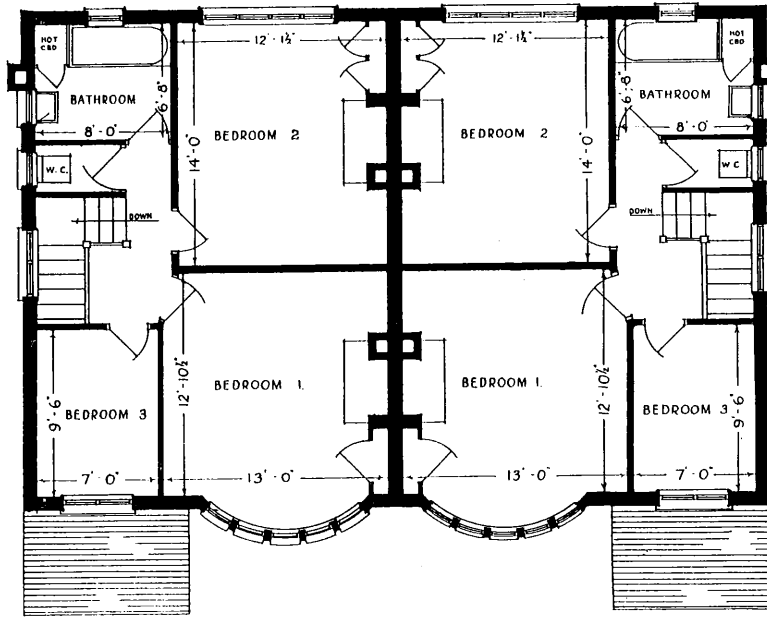 HOT
CBD
12'-1½"
12'-1½"
HOT
CBD
BATHROOM
6'-8"
8'-0"
BEDROOM 2
14'-0"
BEDROOM 2
14'-0"
BATHROOM
6'-8"
8'-0"
W.C.
W.C
DOWN
DOWN
BEDROOM 3
9'-6"
7'-0"
BEDROOM 1.
12'-10½"
13'-0"
BEDROOM 1.
12'-10½"
13'-0"
BEDROOM 3
9'-6"
7'-0"